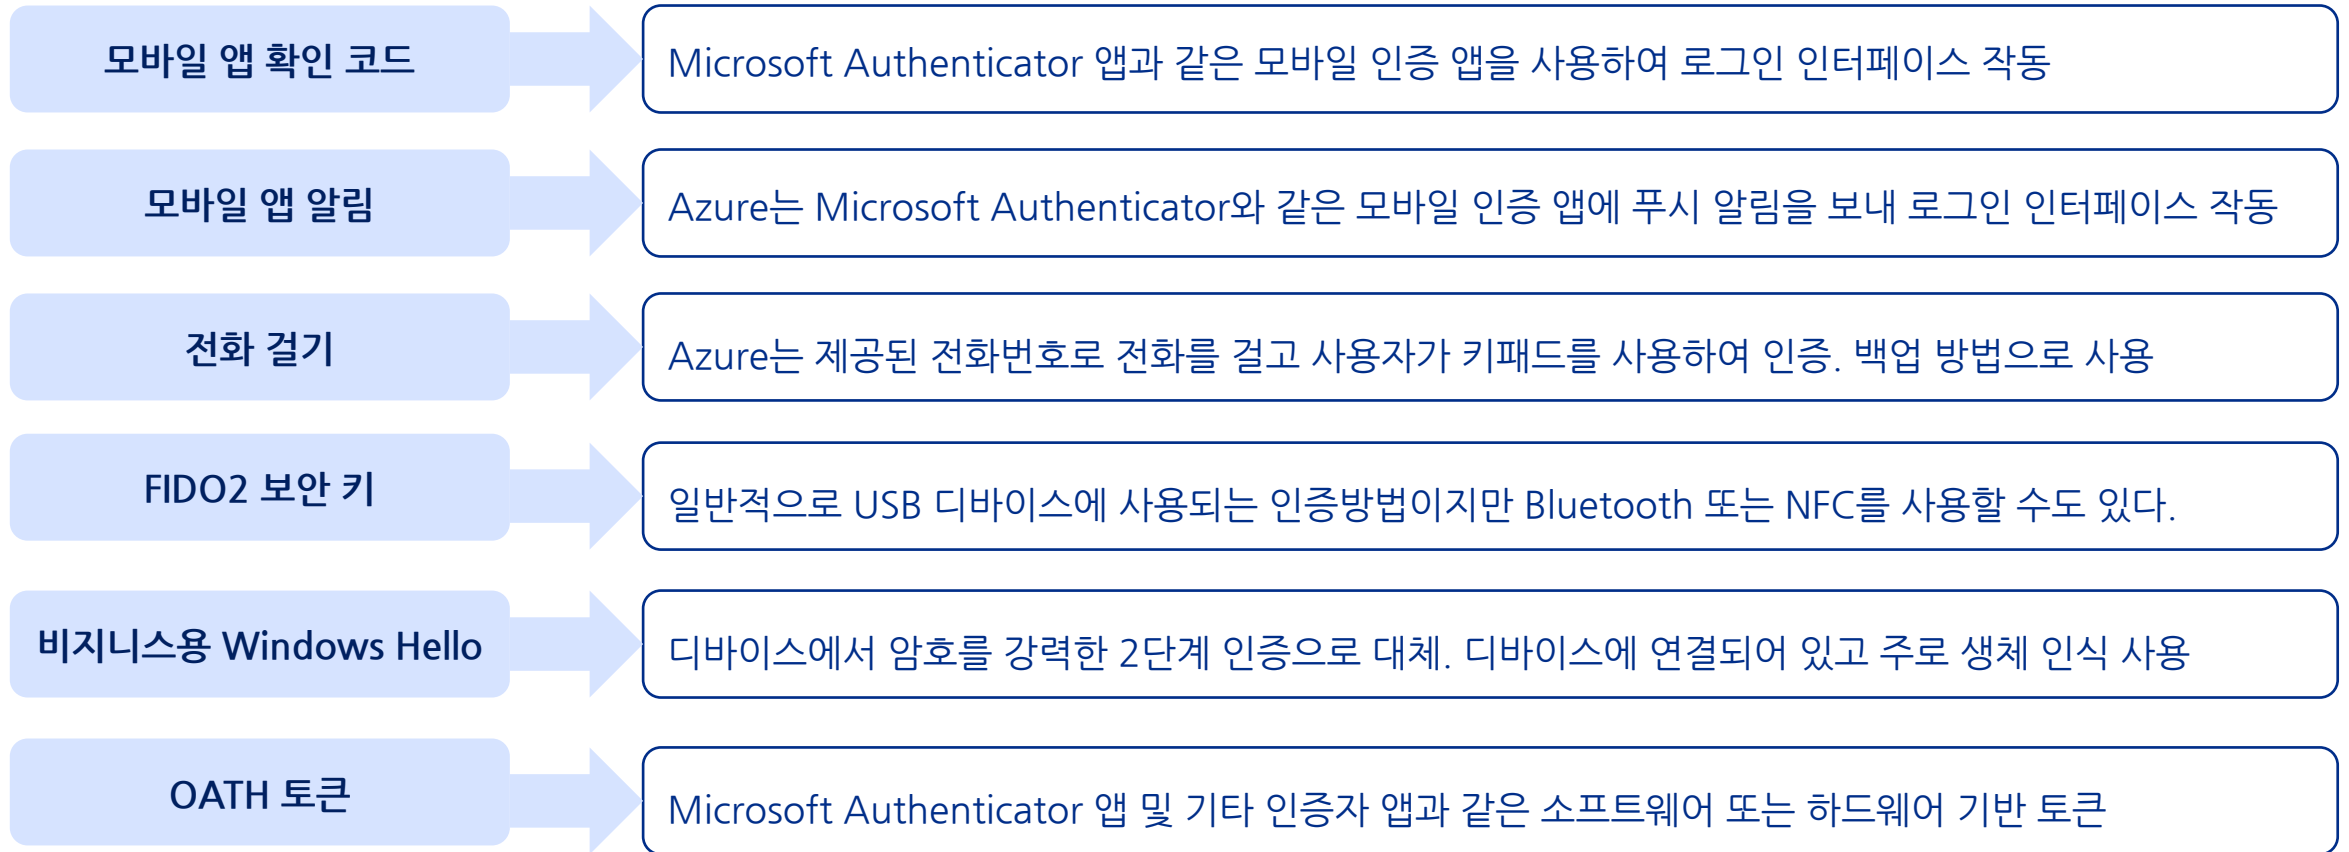 모바일 앱 확인 코드
Microsoft Authenticator 앱과 같은 모바일 인증 앱을 사용하여 로그인 인터페이스 작동
모바일 앱 알림
Azure는 Microsoft Authenticator와 같은 모바일 인증 앱에 푸시 알림을 보내 로그인 인터페이스 작동
전화 걸기
Azure는 제공된 전화번호로 전화를 걸고 사용자가 키패드를 사용하여 인증. 백업 방법으로 사용
FIDO2 보안 키
일반적으로 USB 디바이스에 사용되는 인증방법이지만 Bluetooth 또는 NFC를 사용할 수도 있다.
비지니스용 Windows Hello
디바이스에서 암호를 강력한 2단계 인증으로 대체. 디바이스에 연결되어 있고 주로 생체 인식 사용
OATH 토큰
Microsoft Authenticator 앱 및 기타 인증자 앱과 같은 소프트웨어 또는 하드웨어 기반 토큰